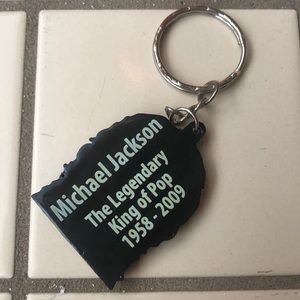 Michael Jackson
The Legendary
King of Pop
1958 - 2009